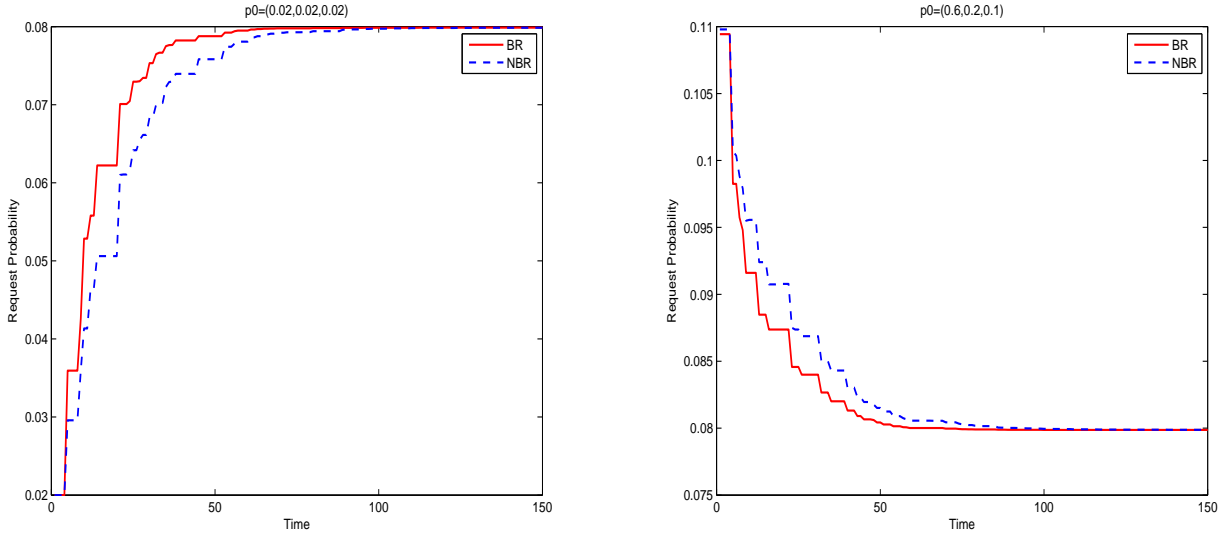 p0=(0.02,0.02,0.02)
0.08
0.07
0.06
0.05
0.04
0.03
0.02
Request Probability
0
50
100
150
Time
BR
NBR
p0=(0.6,0.2,0.1)
0.11
0.105
0.1
0.095
0.09
0.085
0.08
0.075
Request Probability
0
50
100
150
Time
BR
NBR